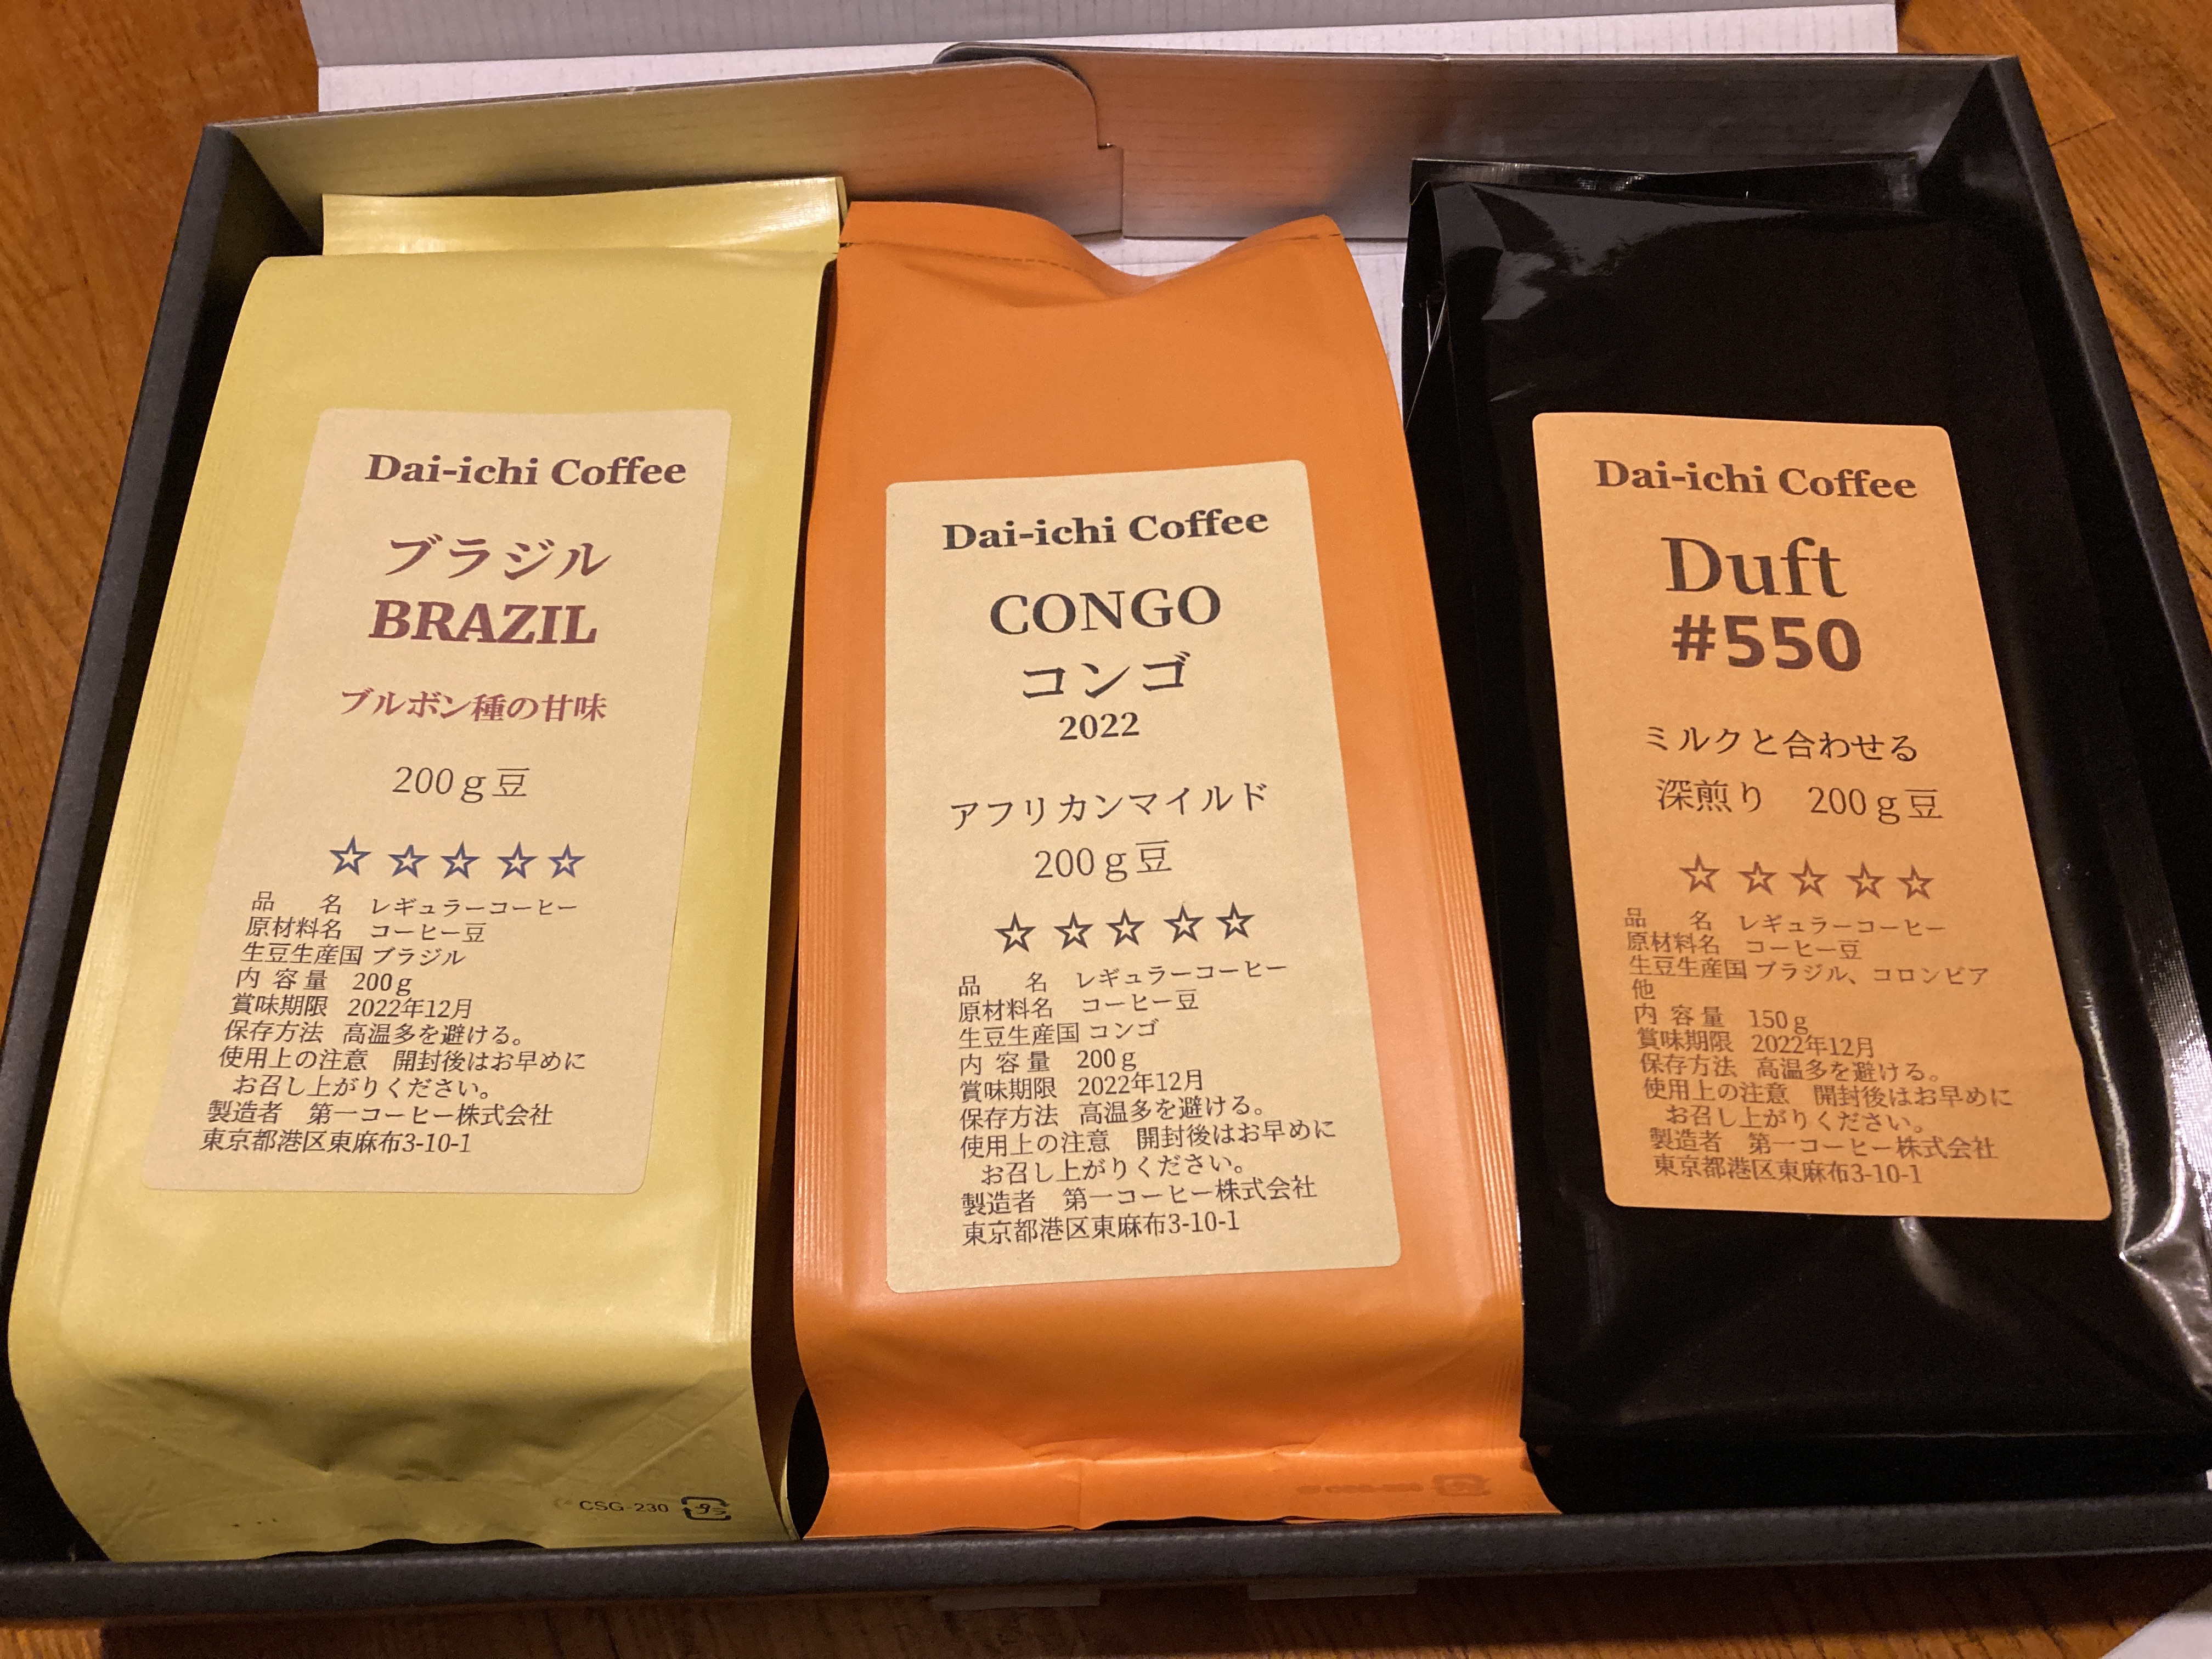 Dai-ichi Coffee
ブラジル
BRAZIL
ブルボン種の甘味
200ｇ豆
☆☆☆☆☆
品　　名　レギュラーコーヒー
原材料名　コーヒー豆
生豆生産国 ブラジル
内 容 量　200ｇ
賞味期限　2022年12月
保存方法　高温多を避ける。
使用上の注意　開封後はお早めに
お召し上がりください。
製造者　第一コーヒー株式会社
東京都港区東麻布3-10-1
CSG-230
プラ
Dai-ichi Coffee
CONGO
コンゴ
2022
アフリカンマイルド
200ｇ豆
☆☆☆☆☆
品　　名　レギュラーコーヒー
原材料名　コーヒー豆
生豆生産国 コンゴ
内 容 量　200ｇ
賞味期限　2022年12月
保存方法　高温多を避ける。
使用上の注意　開封後はお早めに
お召し上がりください。
製造者　第一コーヒー株式会社
東京都港区東麻布3-10-1
Dai-ichi Coffee
Duft
#550
ミルクと合わせる
深煎り　200ｇ豆
☆☆☆☆☆
品　　名　レギュラーコーヒー
原材料名　コーヒー豆
生豆生産国 ブラジル、コロンビア
他
内 容 量　150ｇ
賞味期限　2022年12月
保存方法　高温多を避ける。
使用上の注意　開封後はお早めに
お召し上がりください。
製造者　第一コーヒー株式会社
東京都港区東麻布3-10-1